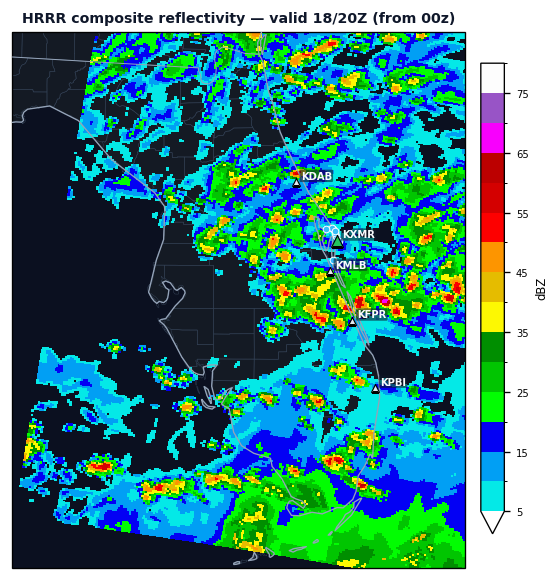 HRRR composite reflectivity — valid 18/20Z (from 00z)
75
65
55
45
35
25
15
5
dBZ
KDAB
KXMR
KMLB
KFPR
KPBI